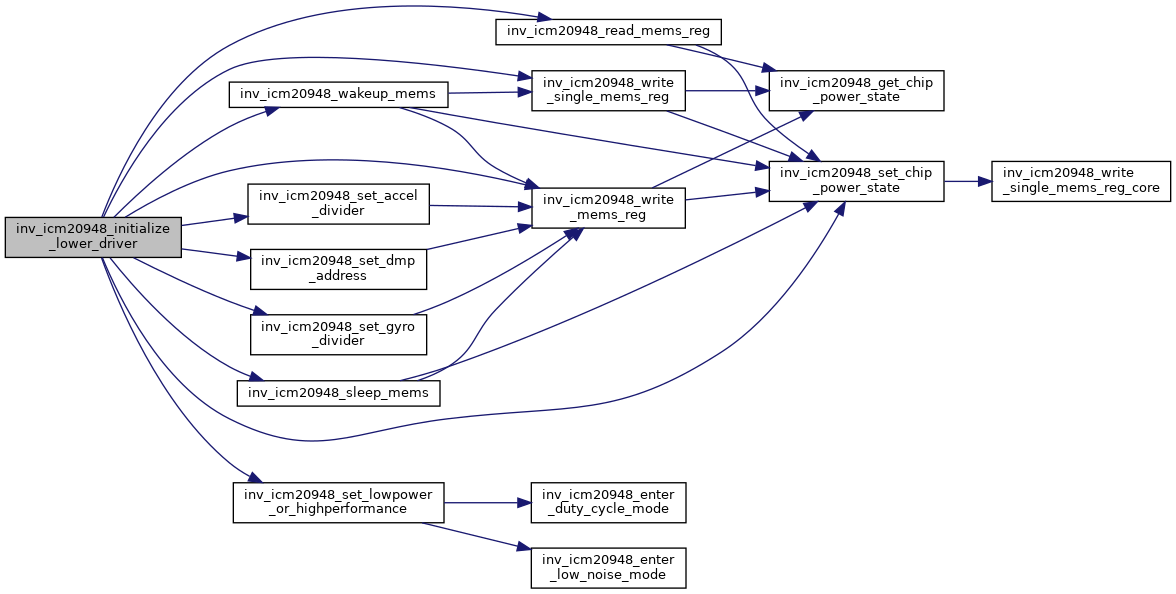 inv_icm20948_initialize
_lower_driver
inv_icm20948_read_mems_reg
inv_icm20948_wakeup_mems
inv_icm20948_write
_single_mems_reg
inv_icm20948_get_chip
_power_state
inv_icm20948_set_chip
_power_state
inv_icm20948_write
_single_mems_reg_core
inv_icm20948_set_accel
_divider
inv_icm20948_write
_mems_reg
inv_icm20948_set_dmp
_address
inv_icm20948_set_gyro
_divider
inv_icm20948_sleep_mems
inv_icm20948_set_lowpower
_or_highperformance
inv_icm20948_enter
_duty_cycle_mode
inv_icm20948_enter
_low_noise_mode